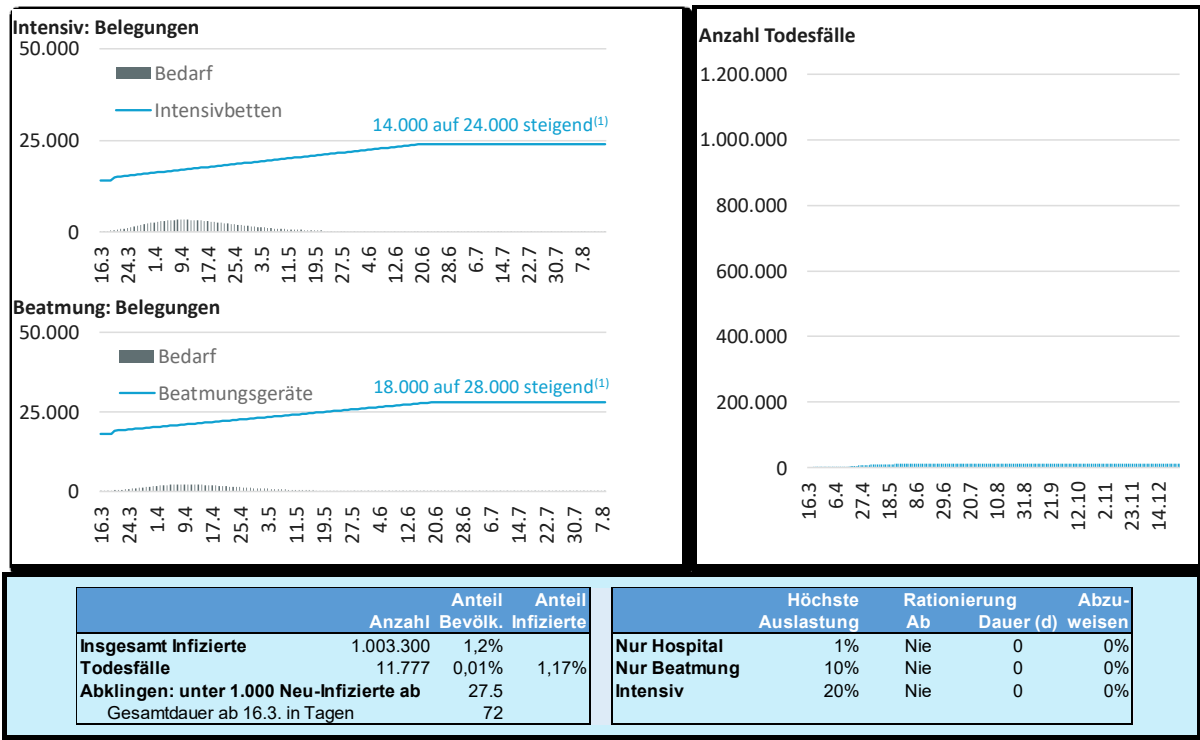 Intensiv: Belegungen
50.000
Bedarf
Intensivbetten
14.000 auf 24.000 steigend(1)
25.000
0
16.3 24.3 1.4 9.4 17.4 25.4 3.5 11.5 19.5 27.5 4.6 12.6 20.6 28.6 6.7 14.7 22.7 30.7 7.8
Beatmung: Belegungen
50.000
Bedarf
Beatmungsgeräte
18.000 auf 28.000 steigend(1)
25.000
0
16.3 24.3 1.4 9.4 17.4 25.4 3.5 11.5 19.5 27.5 4.6 12.6 20.6 28.6 6.7 14.7 22.7 30.7 7.8
Anzahl Todesfälle
1.200.000
1.000.000
800.000
600.000
400.000
200.000
0
16.3 6.4 27.4 18.5 8.6 29.6 20.7 10.8 31.8 21.9 12.10 2.11 23.11 14.12
Anteil Anteil
Anzahl Bevölk. Infizierte
Insgesamt Infizierte 1.003.300 1,2%
Todesfälle 11.777 0,01% 1,17%
Abklingen: unter 1.000 Neu-Infizierte ab 27.5
Gesamtdauer ab 16.3. in Tagen 72
Höchste Rationierung Abzu-
Auslastung Ab Dauer (d) weisen
Nur Hospital 1% Nie 0 0%
Nur Beatmung 10% Nie 0 0%
Intensiv 20% Nie 0 0%